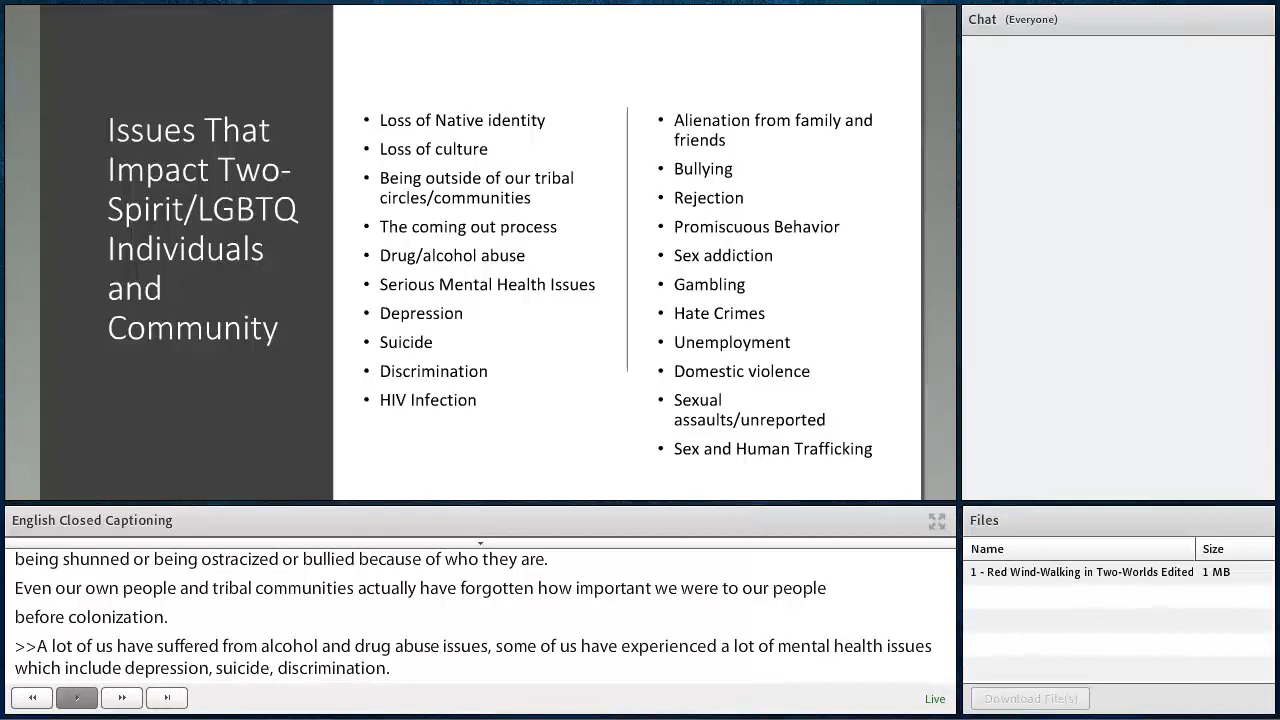 Issues That
Impact Two-
Spirit/LGBTQ
Individuals
and
Community
• Loss of Native identity
• Loss of culture
• Being outside of our tribal
circles/communities
• The coming out process
• Drug/alcohol abuse
• Serious Mental Health Issues
• Depression
• Suicide
• Discrimination
• HIV Infection
• Alienation from family and
friends
• Bullying
• Rejection
• Promiscuous Behavior
• Sex addiction
• Gambling
• Hate Crimes
• Unemployment
• Domestic violence
• Sexual
assaults/unreported
• Sex and Human Trafficking
Chat (Everyone)
English Closed Captioning
being shunned or being ostracized or bullied because of who they are.
Even our own people and tribal communities actually have forgotten how important we were to our people
before colonization.
>>A lot of us have suffered from alcohol and drug abuse issues, some of us have experienced a lot of mental health issues
which include depression, suicide, discrimination.
Live
Files
Name Size
1 - Red Wind-Walking in Two-Worlds Edited 1 MB
Download File(s)